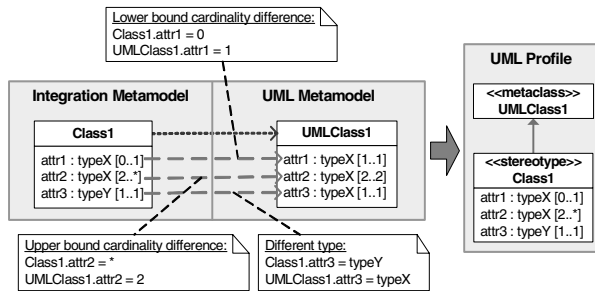 Lower bound cardinality difference:
Class1.attr1 = 0
UMLClass1.attr1 = 1
Integration Metamodel
UML Metamodel
Class1
attr1 : typeX [0..1]
attr2 : typeX [2..*]
attr3 : typeY [1..1]
UMLClass1
attr1 : typeX [1..1]
attr2 : typeX [2..2]
attr3 : typeX [1..1]
Upper bound cardinality difference:
Class1.attr2 = *
UMLClass1.attr2 = 2
Different type:
Class1.attr3 = typeY
UMLClass1.attr3 = typeX
UML Profile
<<metaclass>>
UMLClass1
<<stereotype>>
Class1
attr1 : typeX [0..1]
attr2 : typeX [2..*]
attr3 : typeY [1..1]